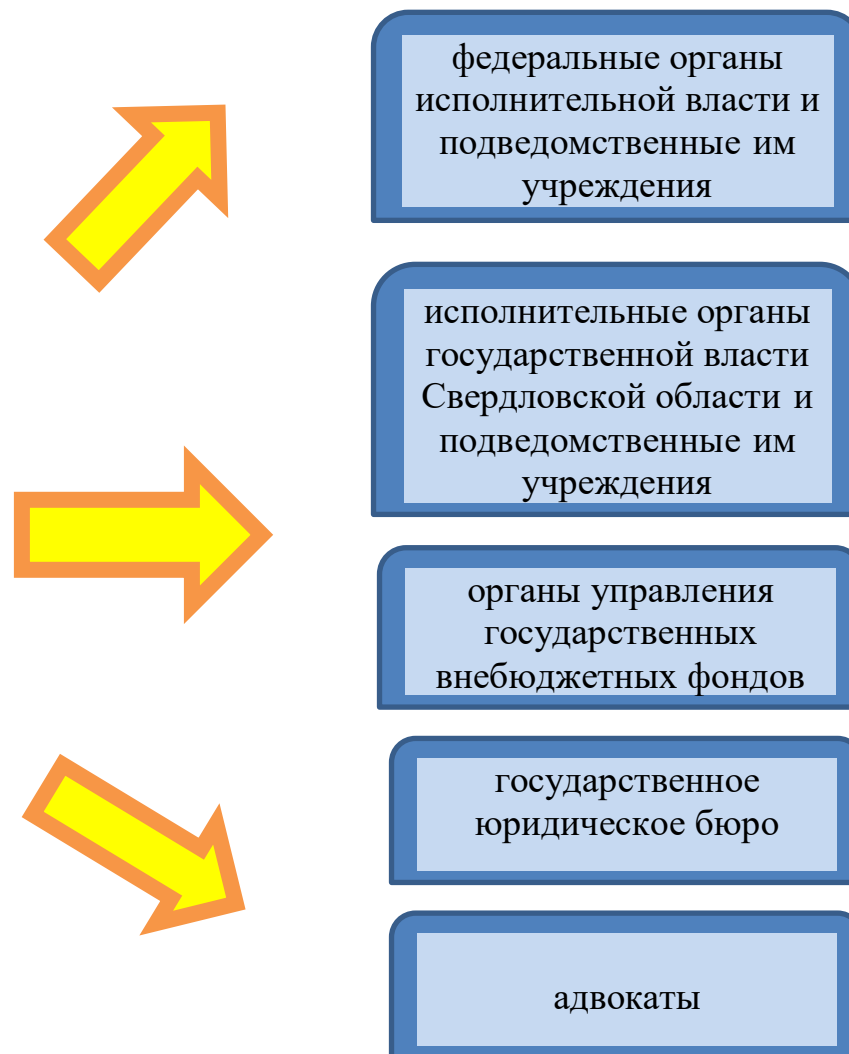 федеральные органы
исполнительной власти и
подведомственные им
учреждения
исполнительные органы
государственной власти
Свердловской области и
подведомственные им
учреждения
органы управления
государственных
внебюджетных фондов
государственное
юридическое бюро
адвокаты